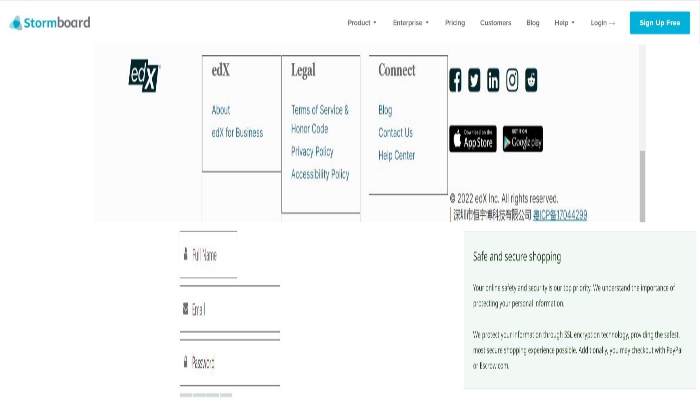 Stormboard
Product
Enterprise
Pricing
Customers
Blog
Help
Login →
Sign Up Free
edX
edX
About
edX for Business
Legal
Terms of Service &
Honor Code
Privacy Policy
Accessibility Policy
Connect
Blog
Contact Us
Help Center
Download on the
App Store
GET IT ON
Google play
© 2022 edX Inc. All rights reserved.
| 深圳市恒宇博科技有限公司 粤ICP备17044299
Full Name
Email
Password
Safe and secure shopping
Your online safety and security is our top priority. We understand the importance of
protecting your personal information.
We protect your information through SSL encryption technology, providing the safest,
most secure shopping experience possible. Additionally, you may checkout with PayPal
or Escrow.com.